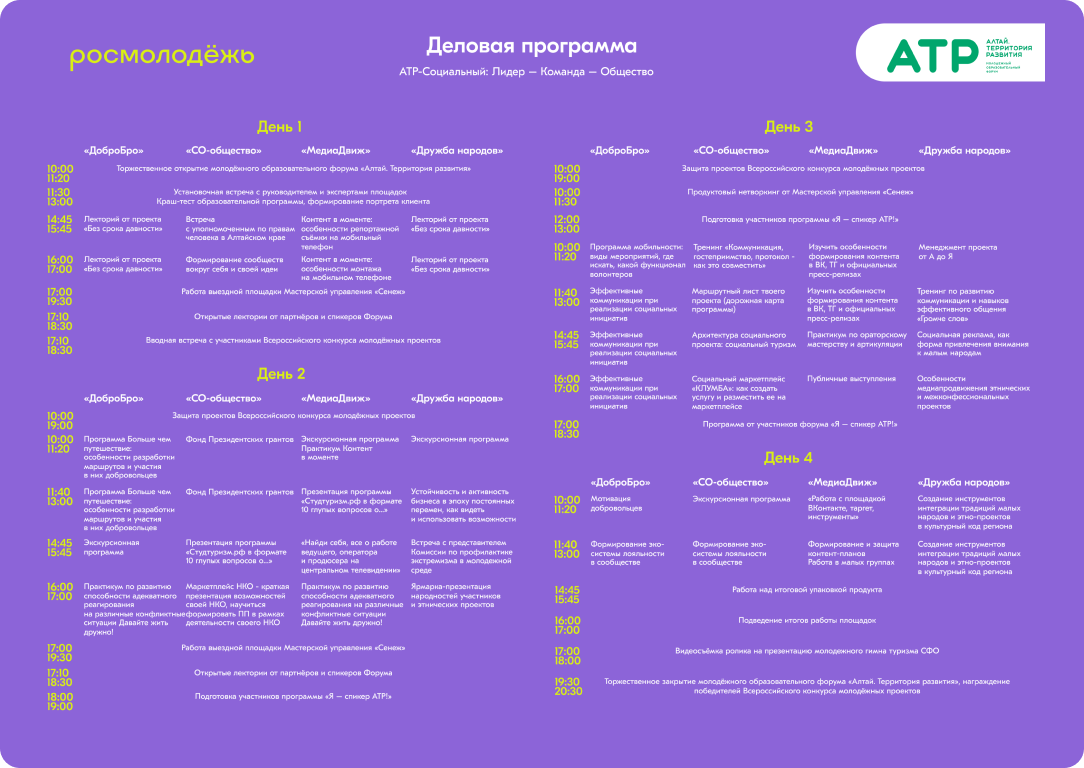 росмолодёжь
Деловая программа
АТР-Социальный: Лидер – Команда – Общество
АТР
АЛТАЙ.
ТЕРРИТОРИЯ
РАЗВИТИЯ
МОЛОДЕЖНЫЙ
ОБРАЗОВАТЕЛЬНЫЙ
ФОРУМ
День 1
«ДоброБро» «СО-общество» «МедиаДвиж» «Дружба народов»
10:00
11:20
Торжественное открытие молодёжного образовательного форума «Алтай. Территория развития»
11:30
13:00
Установочная встреча с руководителем и экспертами площадок
Краш-тест образовательной программы, формирование портрета клиента
14:45
15:45
Лекторий от проекта
«Без срока давности»
Встреча
с уполномоченным по правам
человека в Алтайском крае
Контент в моменте:
особенности репортажной
съёмки на мобильный
телефон
Лекторий от проекта
«Без срока давности»
16:00
17:00
Лекторий от проекта
«Без срока давности»
Формирование сообществ
вокруг себя и своей идеи
Контент в моменте:
особенности монтажа
на мобильном телефоне
Лекторий от проекта
«Без срока давности»
17:00
19:30
Работа выездной площадки Мастерской управления «Сенеж»
17:10
18:30
Открытые лектории от партнёров и спикеров Форума
17:10
18:30
Вводная встреча с участниками Всероссийского конкурса молодёжных проектов
День 2
«ДоброБро» «СО-общество» «МедиаДвиж» «Дружба народов»
10:00
19:00
Защита проектов Всероссийского конкурса молодёжных проектов
10:00
11:20
Программа Больше чем
путешествие:
особенности разработки
маршрутов и участия
в них добровольцев
Фонд Президентских грантов
Экскурсионная программа
Практикум Контент
в моменте
Экскурсионная программа
11:40
13:00
Программа Больше чем
путешествие:
особенности разработки
маршрутов и участия
в них добровольцев
Фонд Президентских грантов
Презентация программы
«Студтуризм.рф в формате
10 глупых вопросов о...»
Устойчивость и активность
бизнеса в эпоху постоянных
перемен, как видеть
и использовать возможности
14:45
15:45
Экскурсионная
программа
Презентация программы
«Студтуризм.рф в формате
10 глупых вопросов о...»
«Найди себя, все о работе
ведущего, оператора
и продюсера на
центральном телевидении»
Встреча с представителем
Комиссии по профилактике
экстремизма в молодежной
среде
16:00
17:00
Практикум по развитию
способности адекватного
реагирования
на различные конфликтные
ситуации Давайте жить
дружно!
Маркетплейс НКО - краткая
презентация возможностей
своей НКО, научиться
формировать ПП в рамках
деятельности своего НКО
Практикум по развитию
способности адекватного
реагирования на различные
конфликтные ситуации
Давайте жить дружно!
Ярмарка-презентация
народностей участников
и этнических проектов
17:00
19:30
Работа выездной площадки Мастерской управления «Сенеж»
17:10
18:30
Открытые лектории от партнёров и спикеров Форума
18:00
19:00
Подготовка участников программы «Я – спикер АТР!»
День 3
«ДоброБро» «СО-общество» «МедиаДвиж» «Дружба народов»
10:00
19:00
Защита проектов Всероссийского конкурса молодёжных проектов
10:00
11:30
Продуктовый нетворкинг от Мастерской управления «Сенеж»
12:00
13:00
Подготовка участников программы «Я – спикер АТР!»
10:00
11:20
Программа мобильности:
виды мероприятий, где
искать, какой функционал
волонтеров
Тренинг «Коммуникация,
гостеприимство, протокол -
как это совместить»
Изучить особенности
формирования контента
в ВК, ТГ и официальных
пресс-релизах
Менеджмент проекта
от А до Я
11:40
13:00
Эффективные
коммуникации при
реализации социальных
инициатив
Маршрутный лист твоего
проекта (дорожная карта
программы)
Изучить особенности
формирования контента
в ВК, ТГ и официальных
пресс-релизах
Тренинг по развитию
коммуникации и навыков
эффективного общения
«Громче слов»
14:45
15:45
Эффективные
коммуникации при
реализации социальных
инициатив
Архитектура социального
проекта: социальный туризм
Практикум по ораторскому
мастерству и артикуляции
Социальная реклама, как
форма привлечения внимания
к малым народам
16:00
17:00
Эффективные
коммуникации при
реализации социальных
инициатив
Социальный маркетплейс
«КЛУМБА»: как создать
услугу и разместить ее на
маркетплейсе
Публичные выступления
Особенности
медиапродвижения этнических
и межконфессиональных
проектов
17:00
18:30
Программа от участников форума «Я – спикер АТР!»
День 4
«ДоброБро» «СО-общество» «МедиаДвиж» «Дружба народов»
10:00
11:20
Мотивация
добровольцев
Экскурсионная программа
«Работа с площадкой
ВКонтакте, таргет,
инструменты»
Создание инструментов
интеграции традиций малых
народов и этно-проектов
в культурный код региона
11:40
13:00
Формирование эко-
системы лояльности
в сообществе
Формирование эко-
системы лояльности
в сообществе
Формирование и защита
контент-планов
Работа в малых группах
Создание инструментов
интеграции традиций малых
народов и этно-проектов
в культурный код региона
14:45
15:45
Работа над итоговой упаковкой продукта
16:00
17:00
Подведение итогов работы площадок
17:00
18:00
Видеосъёмка ролика на презентацию молодежного гимна туризма СФО
19:30
20:30
Торжественное закрытие молодёжного образовательного форума «Алтай. Территория развития», награждение
победителей Всероссийского конкурса молодёжных проектов